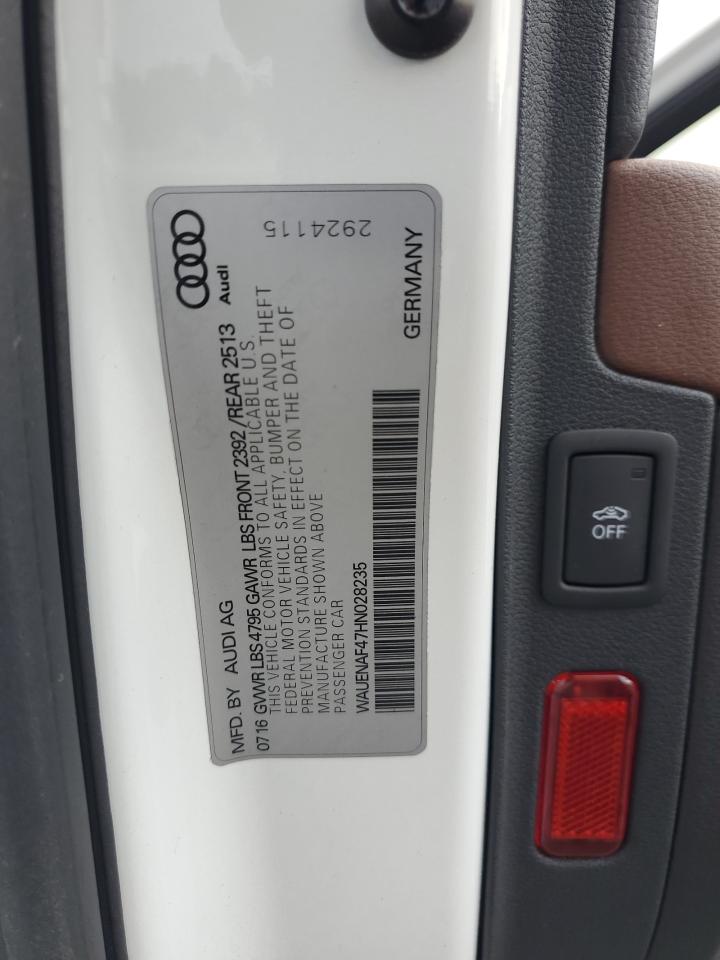 MFD. BY AUDI AG
Audi
0716 GVWR LBS 4795 GAWR LBS FRONT 2392 /REAR 2513
THIS VEHICLE CONFORMS TO ALL APPLICABLE U.S.
FEDERAL MOTOR VEHICLE SAFETY, BUMPER AND THEFT
PREVENTION STANDARDS IN EFFECT ON THE DATE OF
MANUFACTURE SHOWN ABOVE
PASSENGER CAR
2924115
WAUENAF47HN028235
GERMANY
OFF